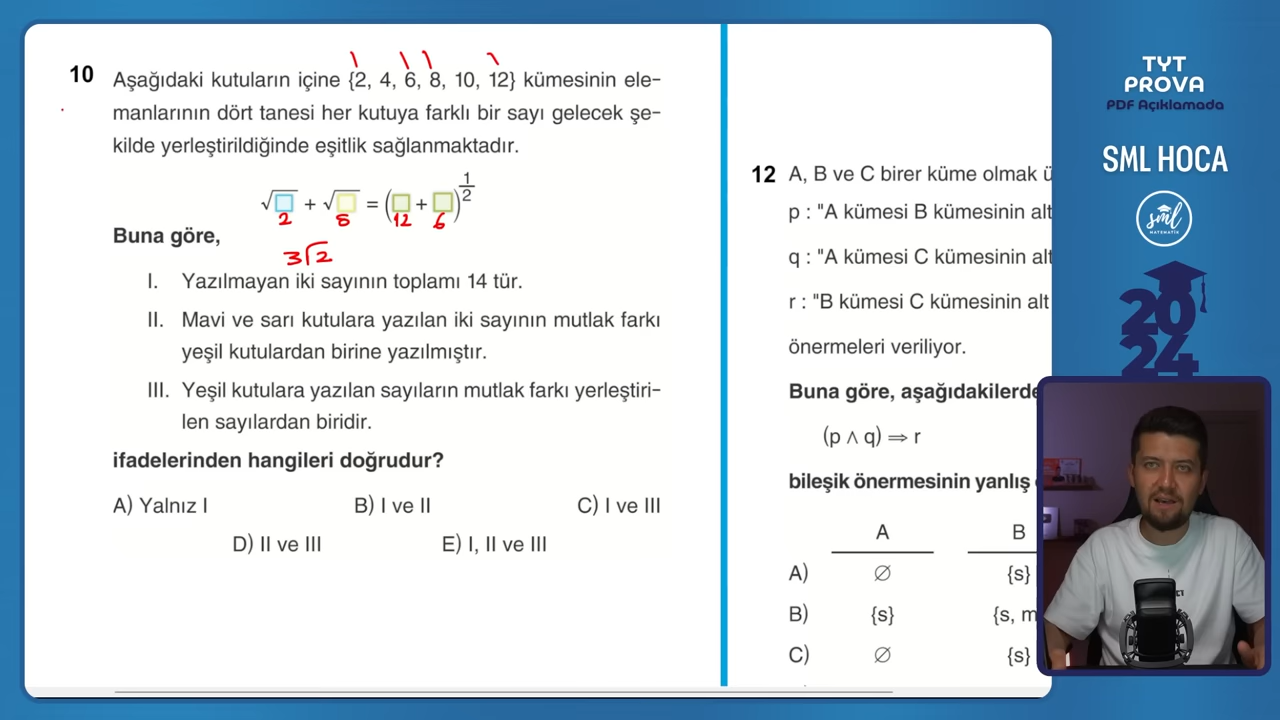 10 Aşağıdaki kutuların içine {2, 4, 6, 8, 10, 12} kümesinin ele-
manlarının dört tanesi her kutuya farklı bir sayı gelecek şe-
kilde yerleştirildiğinde eşitlik sağlanmaktadır.
√□ + √□ = (□ + □)^1/2
2 8 12 6
Buna göre,
3√2
I. Yazılmayan iki sayının toplamı 14 tür.
II. Mavi ve sarı kutulara yazılan iki sayının mutlak farkı
yeşil kutulardan birine yazılmıştır.
III. Yeşil kutulara yazılan sayıların mutlak farkı yerleştiri-
len sayılardan biridir.
ifadelerinden hangileri doğrudur?
A) Yalnız I B) I ve II C) I ve III
D) II ve III E) I, II ve III
12 A, B ve C birer küme olmak ü
p : "A kümesi B kümesinin alt
q : "A kümesi C kümesinin alt
r : "B kümesi C kümesinin alt
önermeleri veriliyor.
Buna göre, aşağıdakilerde
(p ∧ q) ⇒ r
bileşik önermesinin yanlış
A B
A) ∅ {s}
B) {s} {s, m
C) ∅ {s}
TYT
PROVA
PDF Açıklamada
SML HOCA
sml
MATEMATİK
2024